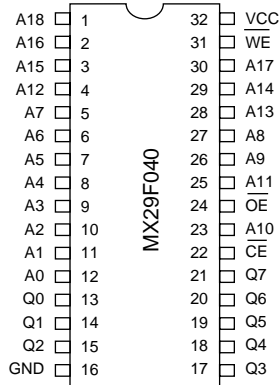 A18 1 32 VCC
A16 2 31 WE
A15 3 30 A17
A12 4 29 A14
A7 5 28 A13
A6 6 27 A8
A5 7 26 A9
A4 8 25 A11
A3 9 24 OE
A2 10 23 A10
A1 11 22 CE
A0 12 21 Q7
Q0 13 20 Q6
Q1 14 19 Q5
Q2 15 18 Q4
GND 16 17 Q3
MX29F040